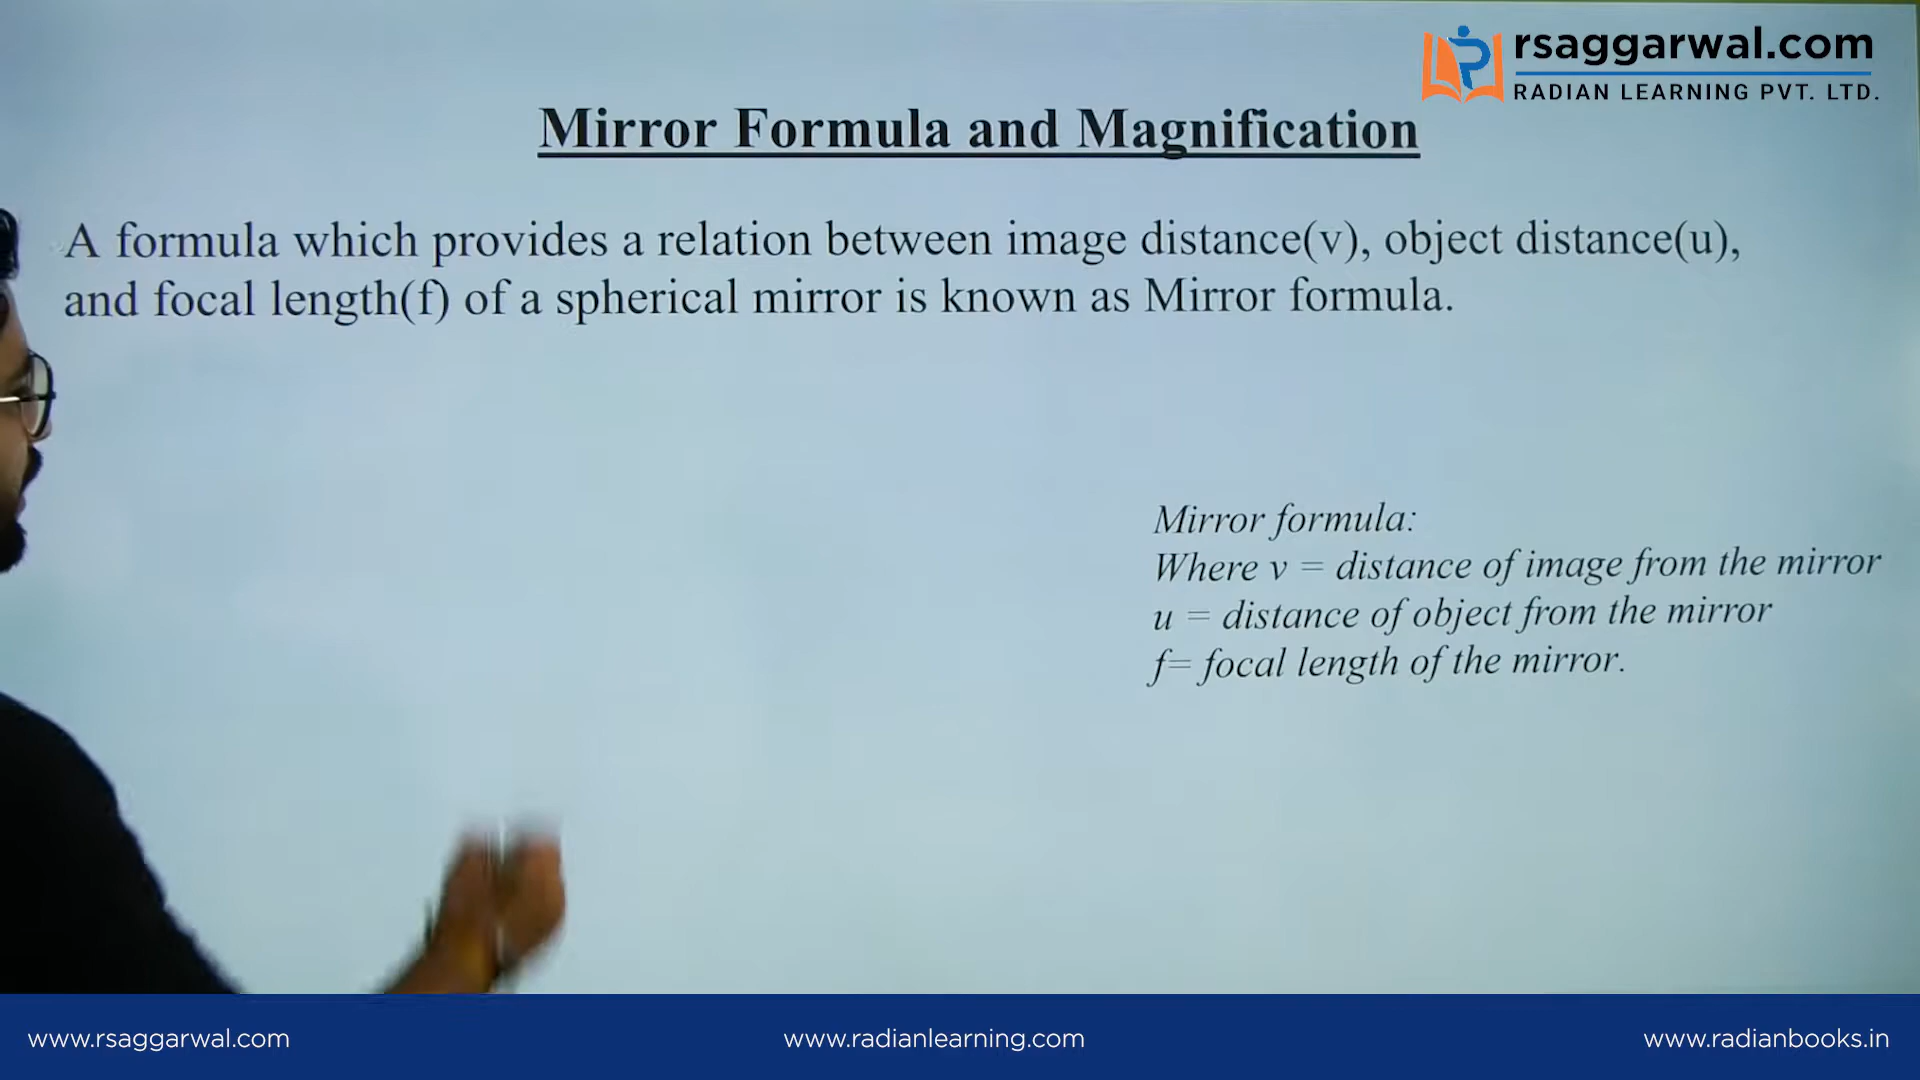 rsaggarwal.com
RADIAN LEARNING PVT. LTD.
Mirror Formula and Magnification
A formula which provides a relation between image distance(v), object distance(u),
and focal length(f) of a spherical mirror is known as Mirror formula.
Mirror formula:
Where v = distance of image from the mirror
u = distance of object from the mirror
f= focal length of the mirror.
www.rsaggarwal.com
www.radianlearning.com
www.radianbooks.in